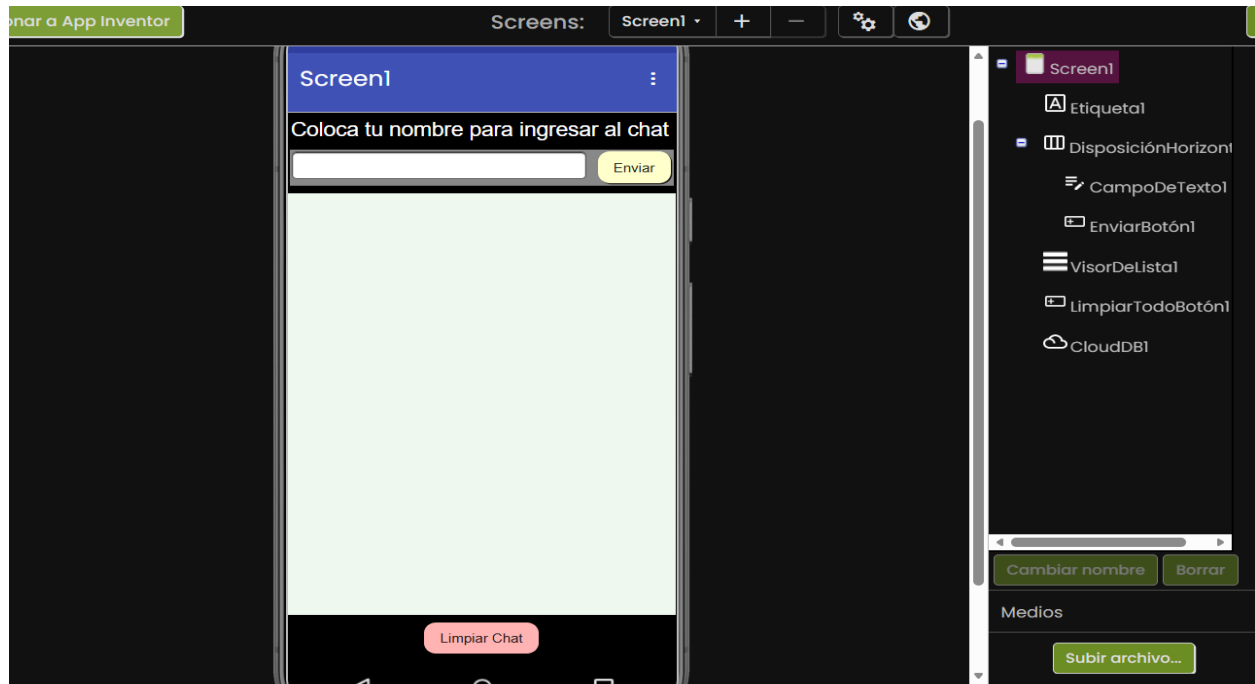 onar a App Inventor
Screens:
Screen1
Screen1
Coloca tu nombre para ingresar al chat
Enviar
Limpiar Chat
Screen1
Etiqueta1
DisposiciónHorizont
CampoDeTexto1
EnviarBotón1
VisorDeLista1
LimpiarTodoBotón1
CloudDB1
Cambiar nombre
Borrar
Medios
Subir archivo...